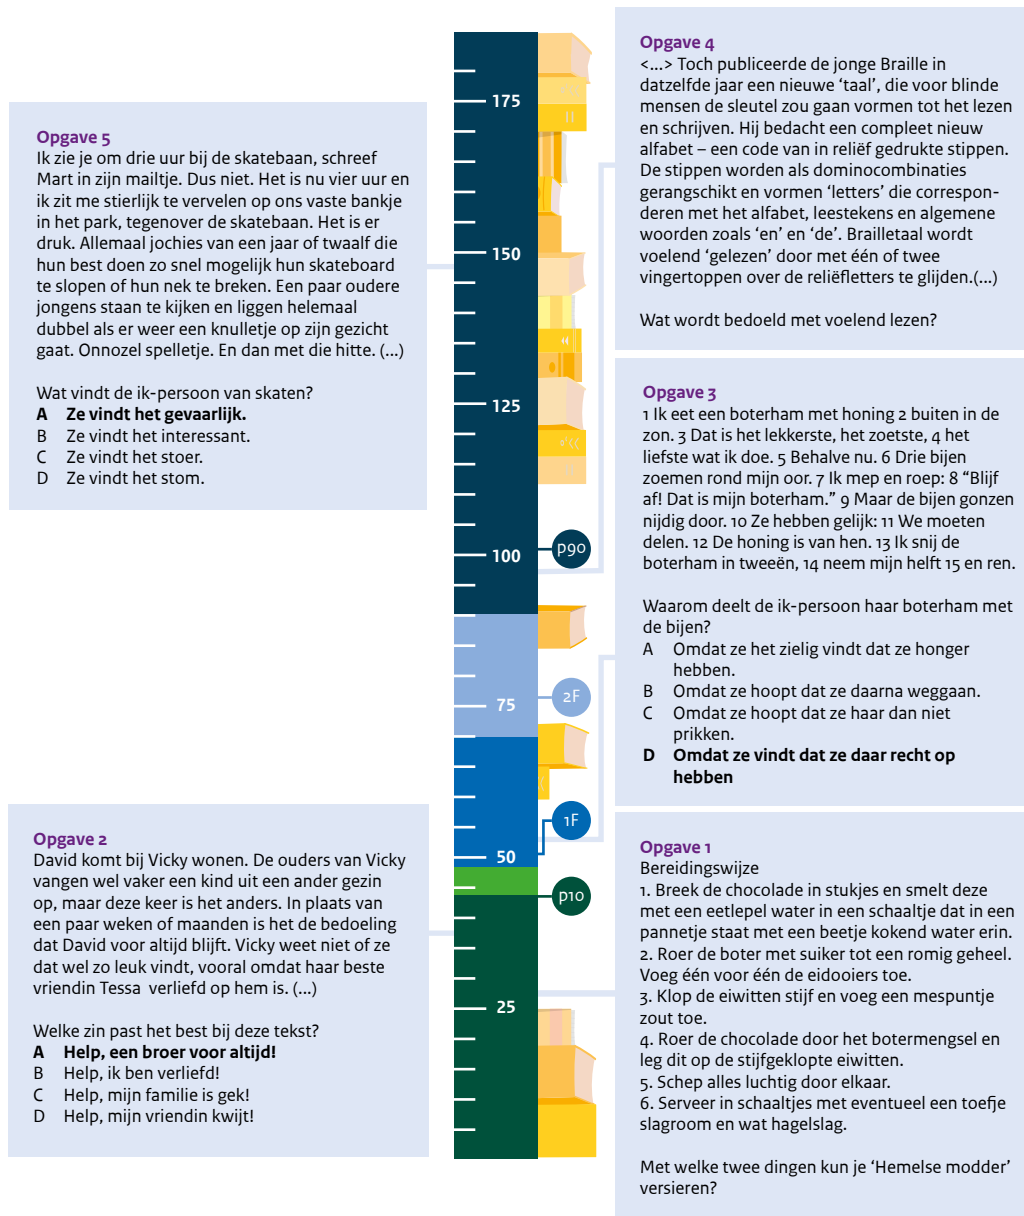 Opgave 5
Ik zie je om drie uur bij de skatebaan, schreef
Mart in zijn mailtje. Dus niet. Het is nu vier uur en
ik zit me stierlijk te vervelen op ons vaste bankje
in het park, tegenover de skatebaan. Het is er
druk. Allemaal jochies van een jaar of twaalf die
hun best doen zo snel mogelijk hun skateboard
te slopen of hun nek te breken. Een paar oudere
jongens staan te kijken en liggen helemaal
dubbel als er weer een knulletje op zijn gezicht
gaat. Onnozel spelletje. En dan met die hitte. (...)
Wat vindt de ik-persoon van skaten?
A Ze vindt het gevaarlijk.
B Ze vindt het interessant.
C Ze vindt het stoer.
D Ze vindt het stom.
Opgave 2
David komt bij Vicky wonen. De ouders van Vicky
vangen wel vaker een kind uit een ander gezin
op, maar deze keer is het anders. In plaats van
een paar weken of maanden is het de bedoeling
dat David voor altijd blijft. Vicky weet niet of ze
dat wel zo leuk vindt, vooral omdat haar beste
vriendin Tessa verliefd op hem is. (...)
Welke zin past het best bij deze tekst?
A Help, een broer voor altijd!
B Help, ik ben verliefd!
C Help, mijn familie is gek!
D Help, mijn vriendin kwijt!
175
150
125
100
75
50
25
p90
2F
1F
p10
Opgave 4
<...> Toch publiceerde de jonge Braille in
datzelfde jaar een nieuwe ‘taal’, die voor blinde
mensen de sleutel zou gaan vormen tot het lezen
en schrijven. Hij bedacht een compleet nieuw
alfabet – een code van in reliëf gedrukte stippen.
De stippen worden als dominocombinaties
gerangschikt en vormen ‘letters’ die correspon-
deren met het alfabet, leestekens en algemene
woorden zoals ‘en’ en ‘de’. Brailletaal wordt
voelend ‘gelezen’ door met één of twee
vingertoppen over de reliëfletters te glijden.(...)
Wat wordt bedoeld met voelend lezen?
Opgave 3
1 Ik eet een boterham met honing 2 buiten in de
zon. 3 Dat is het lekkerste, het zoetste, 4 het
liefste wat ik doe. 5 Behalve nu. 6 Drie bijen
zoemen rond mijn oor. 7 Ik mep en roep: 8 “Blijf
af! Dat is mijn boterham.” 9 Maar de bijen gonzen
nijdig door. 10 Ze hebben gelijk: 11 We moeten
delen. 12 De honing is van hen. 13 Ik snij de
boterham in tweeën, 14 neem mijn helft 15 en ren.
Waarom deelt de ik-persoon haar boterham met
de bijen?
A Omdat ze het zielig vindt dat ze honger
hebben.
B Omdat ze hoopt dat ze daarna weggaan.
C Omdat ze hoopt dat ze haar dan niet
prikken.
D Omdat ze vindt dat ze daar recht op
hebben
Opgave 1
Bereidingswijze
1. Breek de chocolade in stukjes en smelt deze
met een eetlepel water in een schaaltje dat in een
pannetje staat met een beetje kokend water erin.
2. Roer de boter met suiker tot een romig geheel.
Voeg één voor één de eidooiers toe.
3. Klop de eiwitten stijf en voeg een mespuntje
zout toe.
4. Roer de chocolade door het botermengsel en
leg dit op de stijfgeklopte eiwitten.
5. Schep alles luchtig door elkaar.
6. Serveer in schaaltjes met eventueel een toefje
slagroom en wat hagelslag.
Met welke twee dingen kun je ‘Hemelse modder’
versieren?